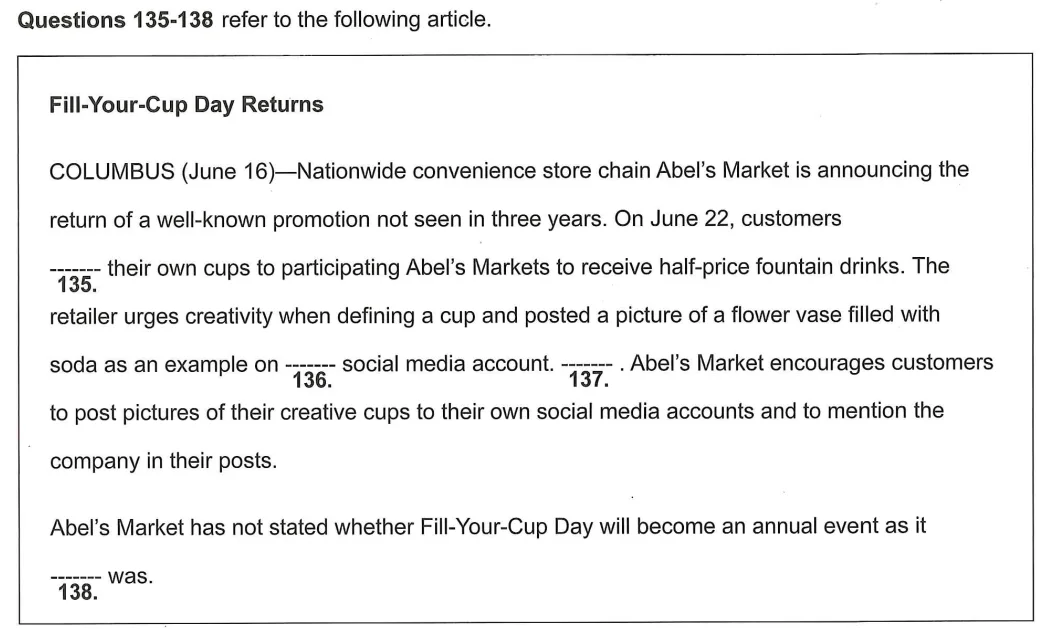 Questions 135-138 refer to the following article.
Fill-Your-Cup Day Returns
COLUMBUS (June 16)—Nationwide convenience store chain Abel's Market is announcing the
return of a well-known promotion not seen in three years. On June 22, customers
------- their own cups to participating Abel's Markets to receive half-price fountain drinks. The
135.
retailer urges creativity when defining a cup and posted a picture of a flower vase filled with
soda as an example on ------- social media account. ------- . Abel's Market encourages customers
136. 137.
to post pictures of their creative cups to their own social media accounts and to mention the
company in their posts.
Abel's Market has not stated whether Fill-Your-Cup Day will become an annual event as it
------- was.
138.